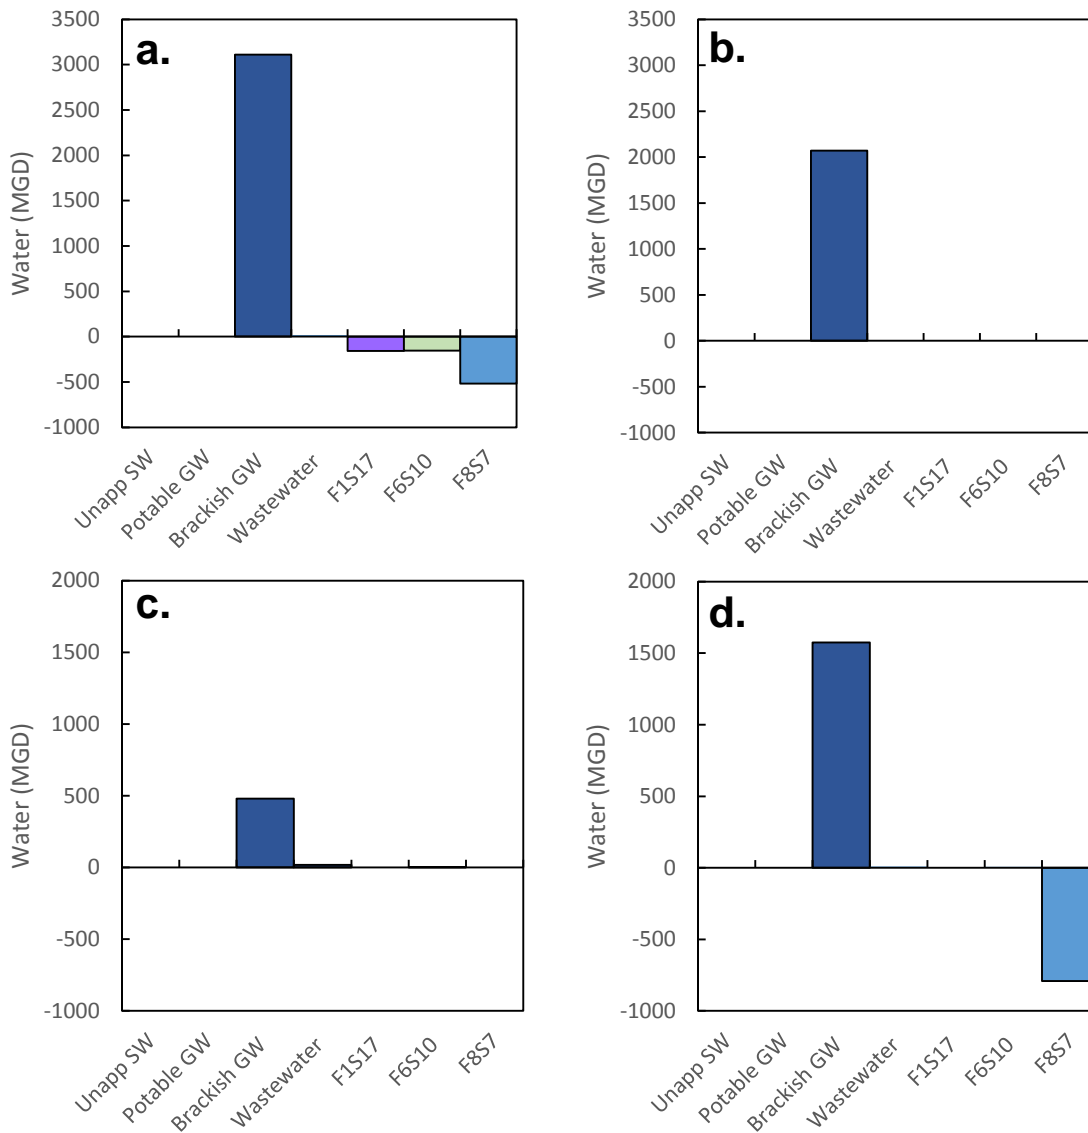 a.
3500
3000
2500
2000
1500
1000
500
0
-500
-1000
Water (MGD)
Unapp SW
Potable GW
Brackish GW
Wastewater
F1S17
F6S10
F8S7
b.
3500
3000
2500
2000
1500
1000
500
0
-500
-1000
Water (MGD)
Unapp SW
Potable GW
Brackish GW
Wastewater
F1S17
F6S10
F8S7
c.
2000
1500
1000
500
0
-500
-1000
Water (MGD)
Unapp SW
Potable GW
Brackish GW
Wastewater
F1S17
F6S10
F8S7
d.
2000
1500
1000
500
0
-500
-1000
Water (MGD)
Unapp SW
Potable GW
Brackish GW
Wastewater
F1S17
F6S10
F8S7